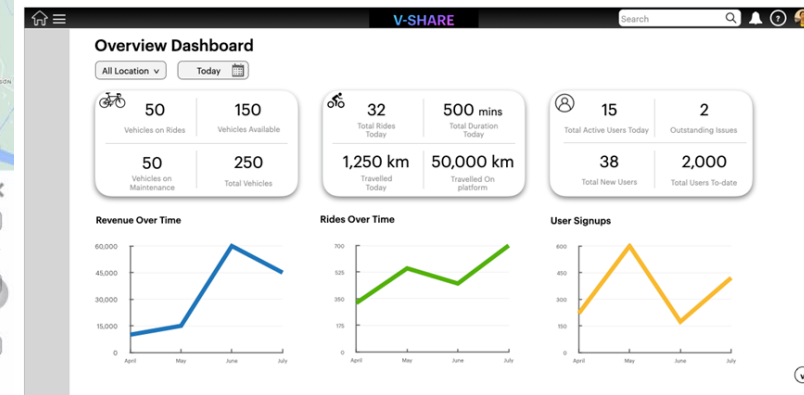 V-SHARE
Search
?
Overview Dashboard
All Location v
Today
50
Vehicles on Rides
150
Vehicles Available
50
Vehicles on
Maintenance
250
Total Vehicles
32
Total Rides
Today
500 mins
Total Duration
Today
1,250 km
Travelled
Today
50,000 km
Travelled On
platform
15
Total Active Users Today
2
Outstanding Issues
38
Total New Users
2,000
Total Users To-date
Revenue Over Time
60,000
45,000
30,000
15,000
0
April May June July
Rides Over Time
700
525
350
175
0
April May June July
User Signups
600
450
300
150
0
April May June July